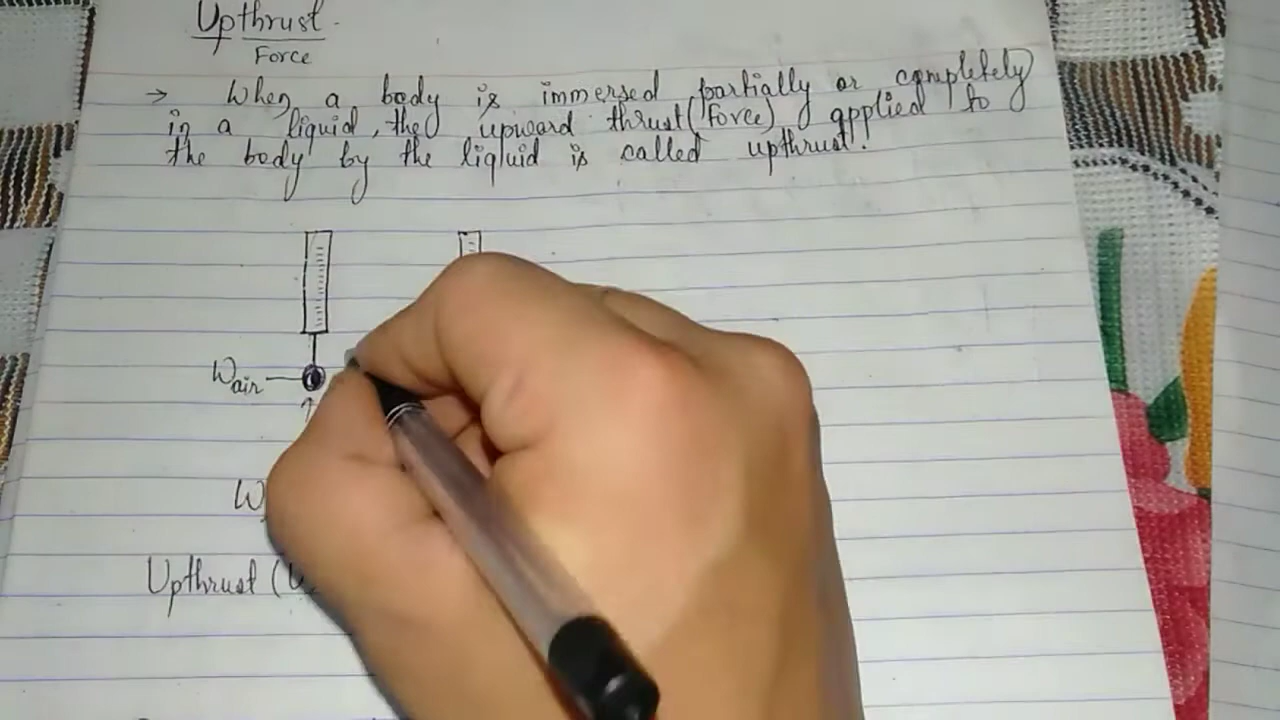 Upthrust
Force
→ When a body is immersed partially or completely
in a liquid, the upward thrust (Force) applied to
the body by the liqluid is called upthrust.
Wair
W
Upthrust (U